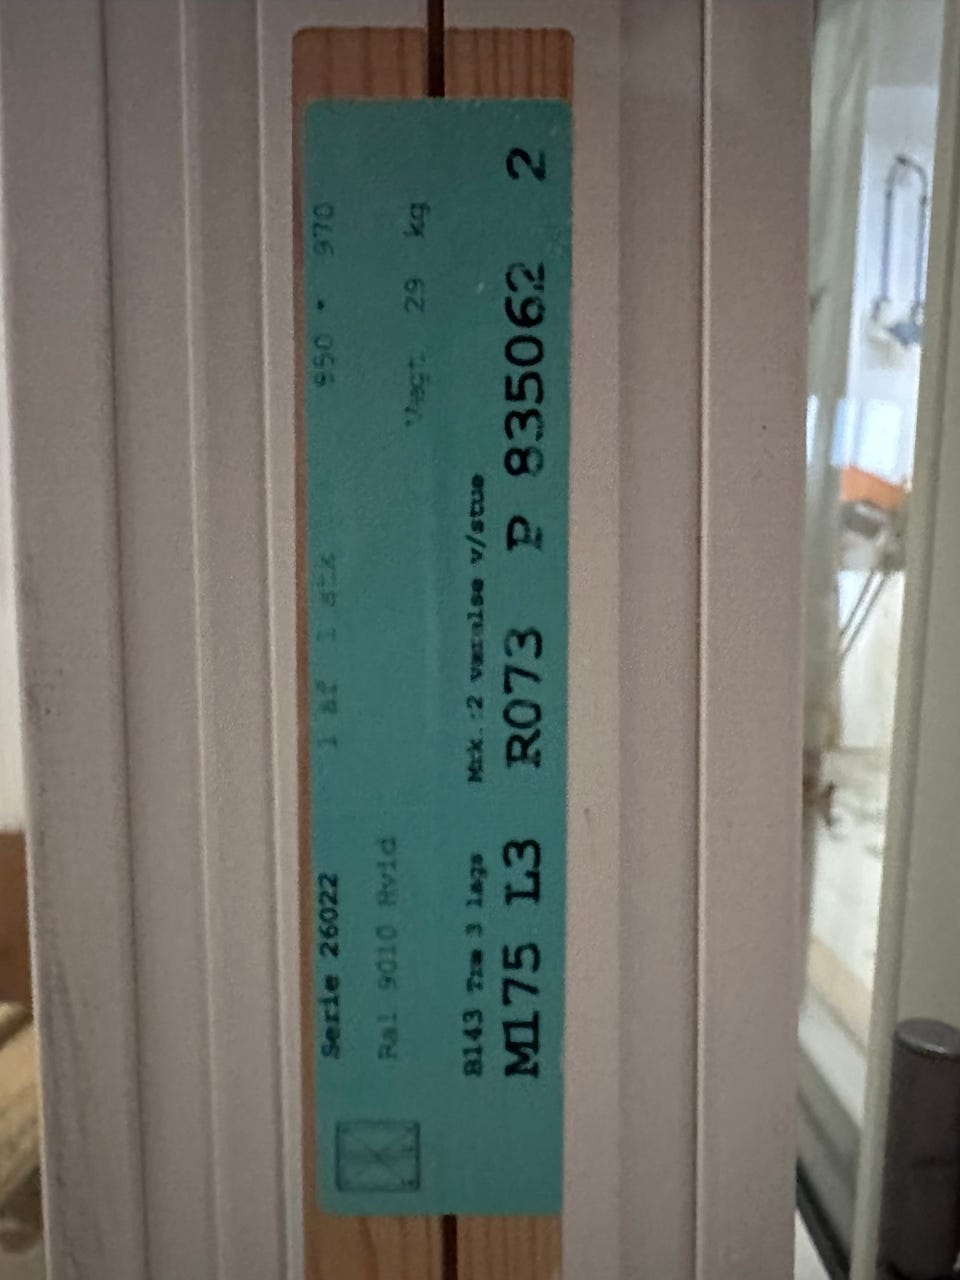 Serie 26022 1 af 1 stk 950 * 970
Ral 9010 Hvid Vægt 29 kg
B143 Træ 3 lags Mrk.:2 værelse v/stue
M175 L3 R073 P 835062 2